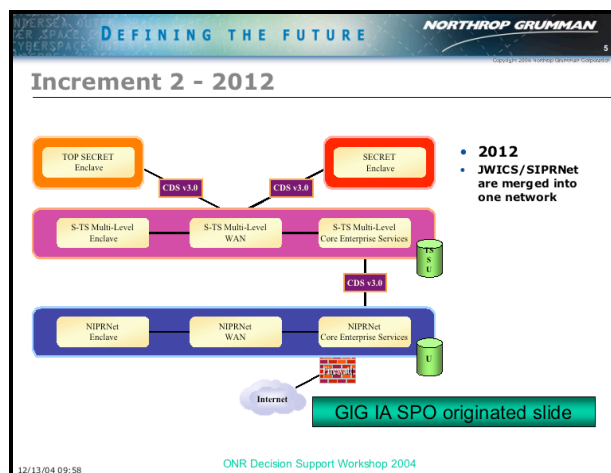 DEFINING THE FUTURE
NORTHROP GRUMMAN
5
Copyright 2004 Northrop Grumman Corporation
Increment 2 - 2012
TOP SECRET
Enclave
SECRET
Enclave
CDS v3.0
CDS v3.0
• 2012
• JWICS/SIPRNet
are merged into
one network
S-TS Multi-Level
Enclave
S-TS Multi-Level
WAN
S-TS Multi-Level
Core Enterprise Services
TS
S
U
CDS v3.0
NIPRNet
Enclave
NIPRNet
WAN
NIPRNet
Core Enterprise Services
U
Firewall
Internet
GIG IA SPO originated slide
12/13/04 09:58
ONR Decision Support Workshop 2004